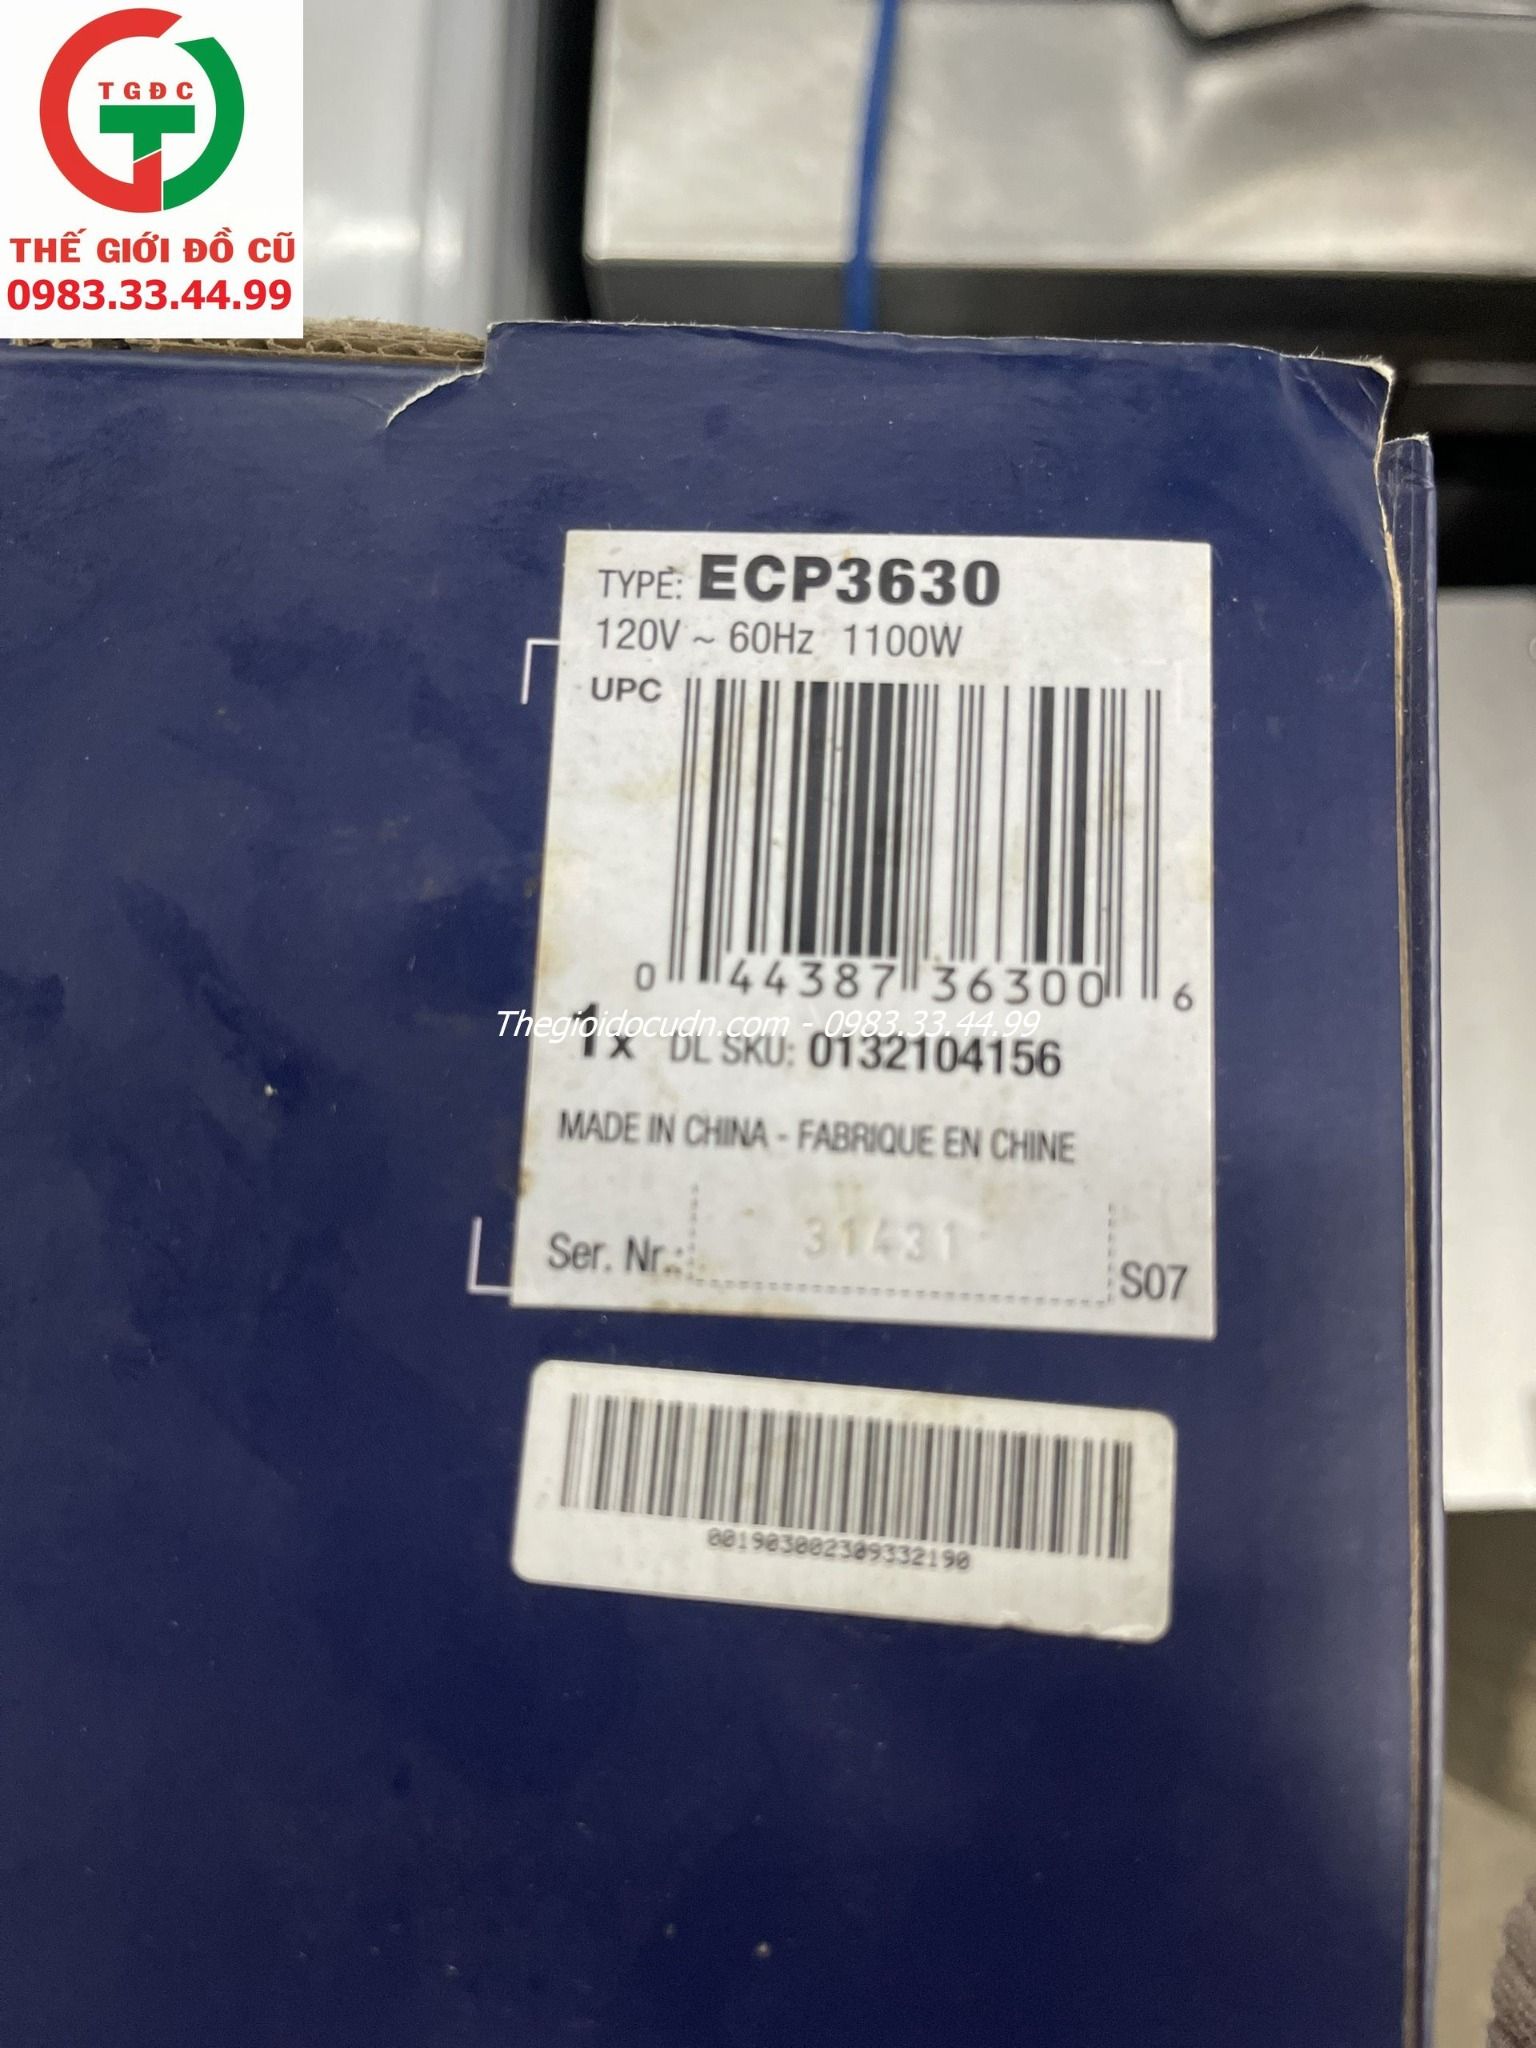 TGĐC
THẾ GIỚI ĐỒ CŨ
0983.33.44.99
TYPE: ECP3630
120V ~ 60Hz 1100W
UPC
0 44387 36300 6
Thegioidocudn.com - 0983.33.44.99
1x DL SKU: 0132104156
MADE IN CHINA - FABRIQUE EN CHINE
31431
Ser. Nr.: S07
001903002309332190